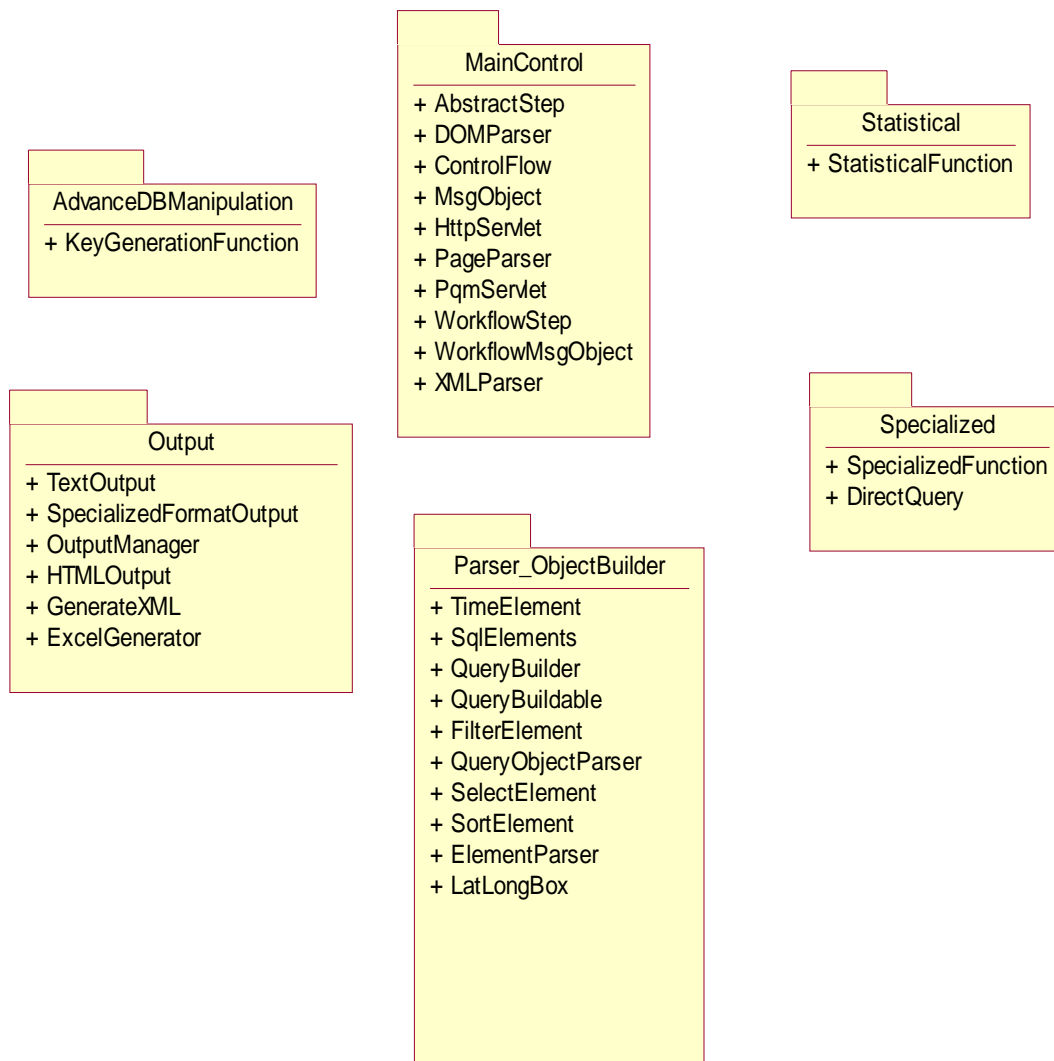 MainControl
+ AbstractStep
+ DOMParser
+ ControlFlow
+ MsgObject
+ HttpServlet
+ PageParser
+ PqmServlet
+ WorkflowStep
+ WorkflowMsgObject
+ XMLParser
Statistical
+ StatisticalFunction
AdvanceDBManipulation
+ KeyGenerationFunction
Output
+ TextOutput
+ SpecializedFormatOutput
+ OutputManager
+ HTMLOutput
+ GenerateXML
+ ExcelGenerator
Specialized
+ SpecializedFunction
+ DirectQuery
Parser_ObjectBuilder
+ TimeElement
+ SqlElements
+ QueryBuilder
+ QueryBuildable
+ FilterElement
+ QueryObjectParser
+ SelectElement
+ SortElement
+ ElementParser
+ LatLongBox